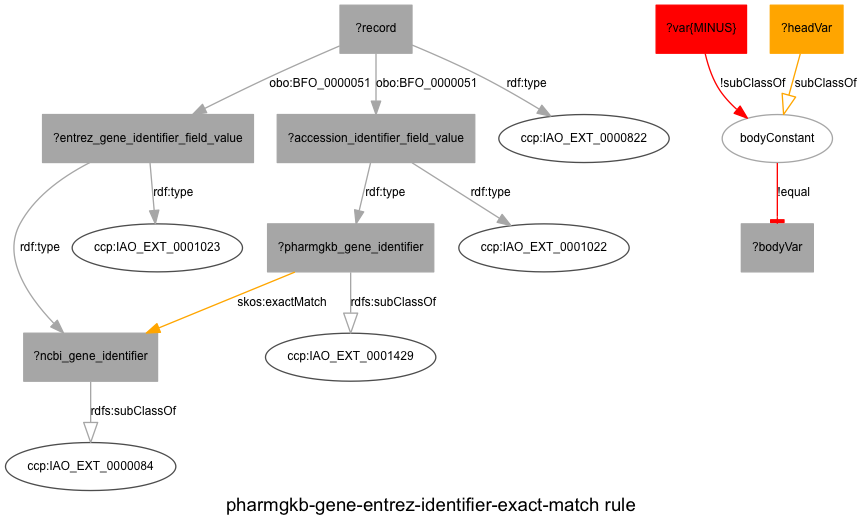 ?record
?var{MINUS}
?headVar
obo:BFO_0000051
obo:BFO_0000051
rdf:type
!subClassOf
subClassOf
?entrez_gene_identifier_field_value
?accession_identifier_field_value
ccp:IAO_EXT_0000822
bodyConstant
rdf:type
rdf:type
rdf:type
!equal
rdf:type
ccp:IAO_EXT_0001023
?pharmgkb_gene_identifier
ccp:IAO_EXT_0001022
?bodyVar
skos:exactMatch
rdfs:subClassOf
?ncbi_gene_identifier
ccp:IAO_EXT_0001429
rdfs:subClassOf
ccp:IAO_EXT_0000084
pharmgkb-gene-entrez-identifier-exact-match rule